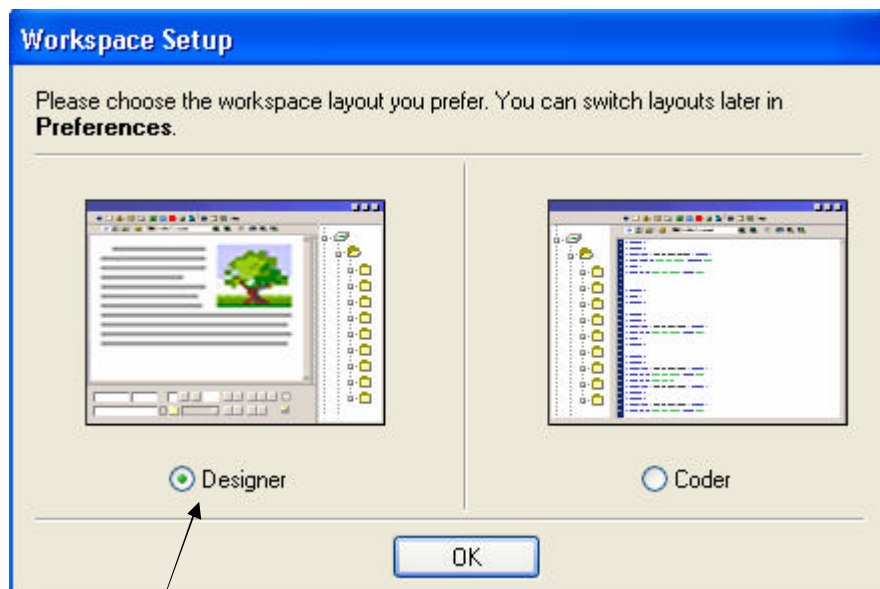 Workspace Setup
Please choose the workspace layout you prefer. You can switch layouts later in
Preferences.
Designer
Coder
OK